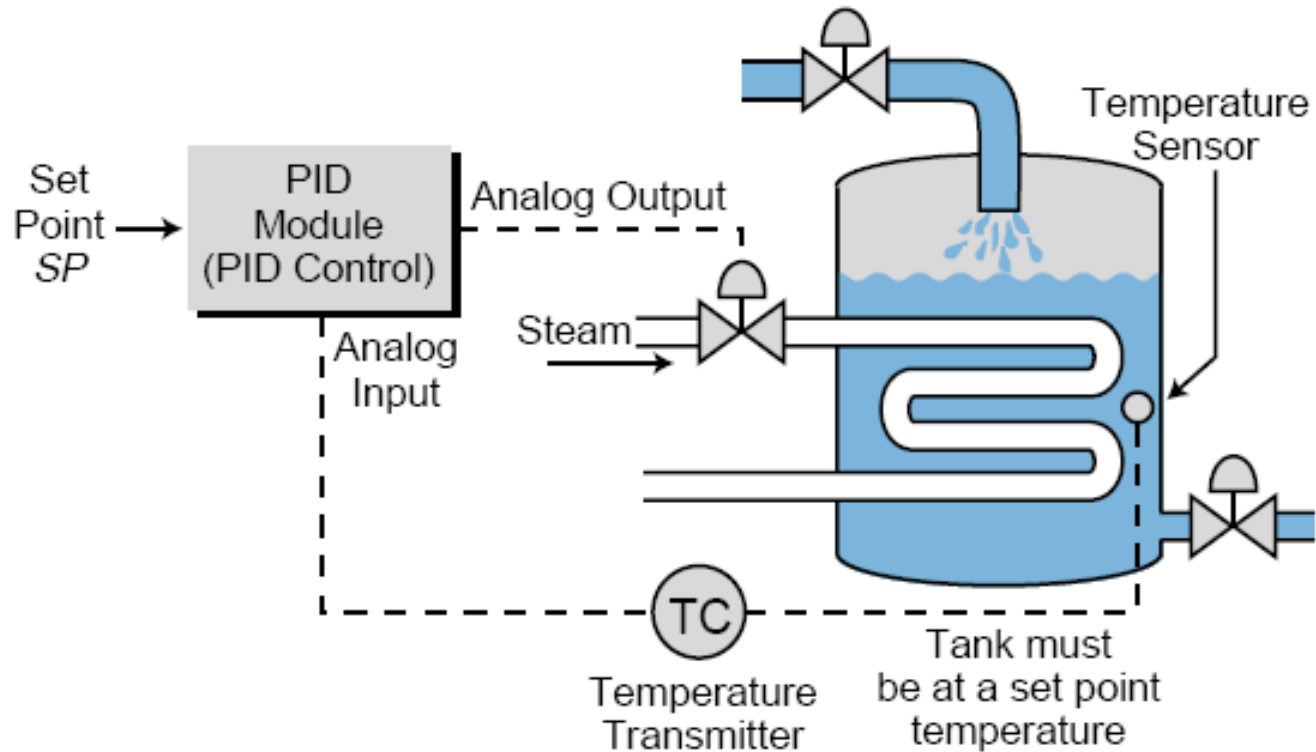 Set
Point
SP
PID
Module
(PID Control)
Analog Output
Analog
Input
Steam
Temperature
Sensor
TC
Temperature
Transmitter
Tank must
be at a set point
temperature